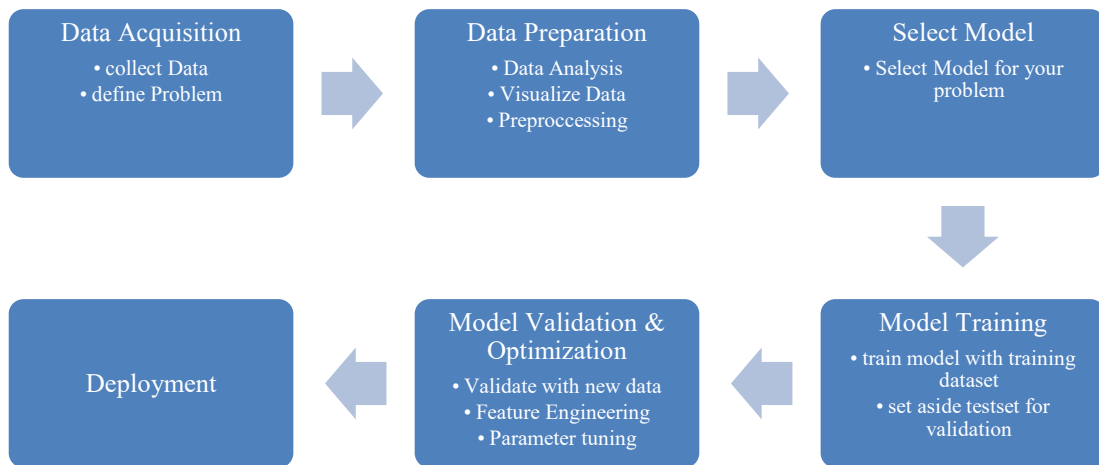 Data Acquisition
• collect Data
• define Problem
Data Preparation
• Data Analysis
• Visualize Data
• Preproccessing
Select Model
• Select Model for your
problem
Model Training
• train model with training
dataset
• set aside testset for
validation
Model Validation &
Optimization
• Validate with new data
• Feature Engineering
• Parameter tuning
Deployment